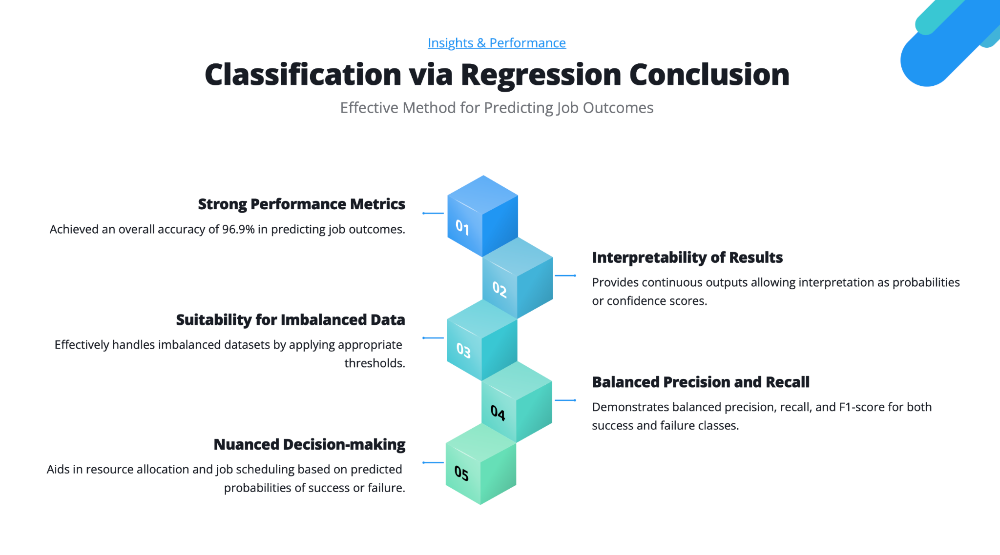 Insights & Performance
Classification via Regression Conclusion
Effective Method for Predicting Job Outcomes
Strong Performance Metrics
Achieved an overall accuracy of 96.9% in predicting job outcomes.
01
Interpretability of Results
Provides continuous outputs allowing interpretation as probabilities
or confidence scores.
02
Suitability for Imbalanced Data
Effectively handles imbalanced datasets by applying appropriate
thresholds.
03
Balanced Precision and Recall
Demonstrates balanced precision, recall, and F1-score for both
success and failure classes.
04
Nuanced Decision-making
Aids in resource allocation and job scheduling based on predicted
probabilities of success or failure.
05